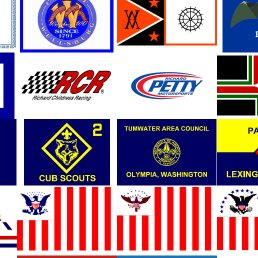 SINCE
1791
RCR
Richard Childress Racing
RICHARD
PETTY
MOTORSPORTS
2
CUB SCOUTS
TUMWATER AREA COUNCIL
OLYMPIA, WASHINGTON
PA
LEXING